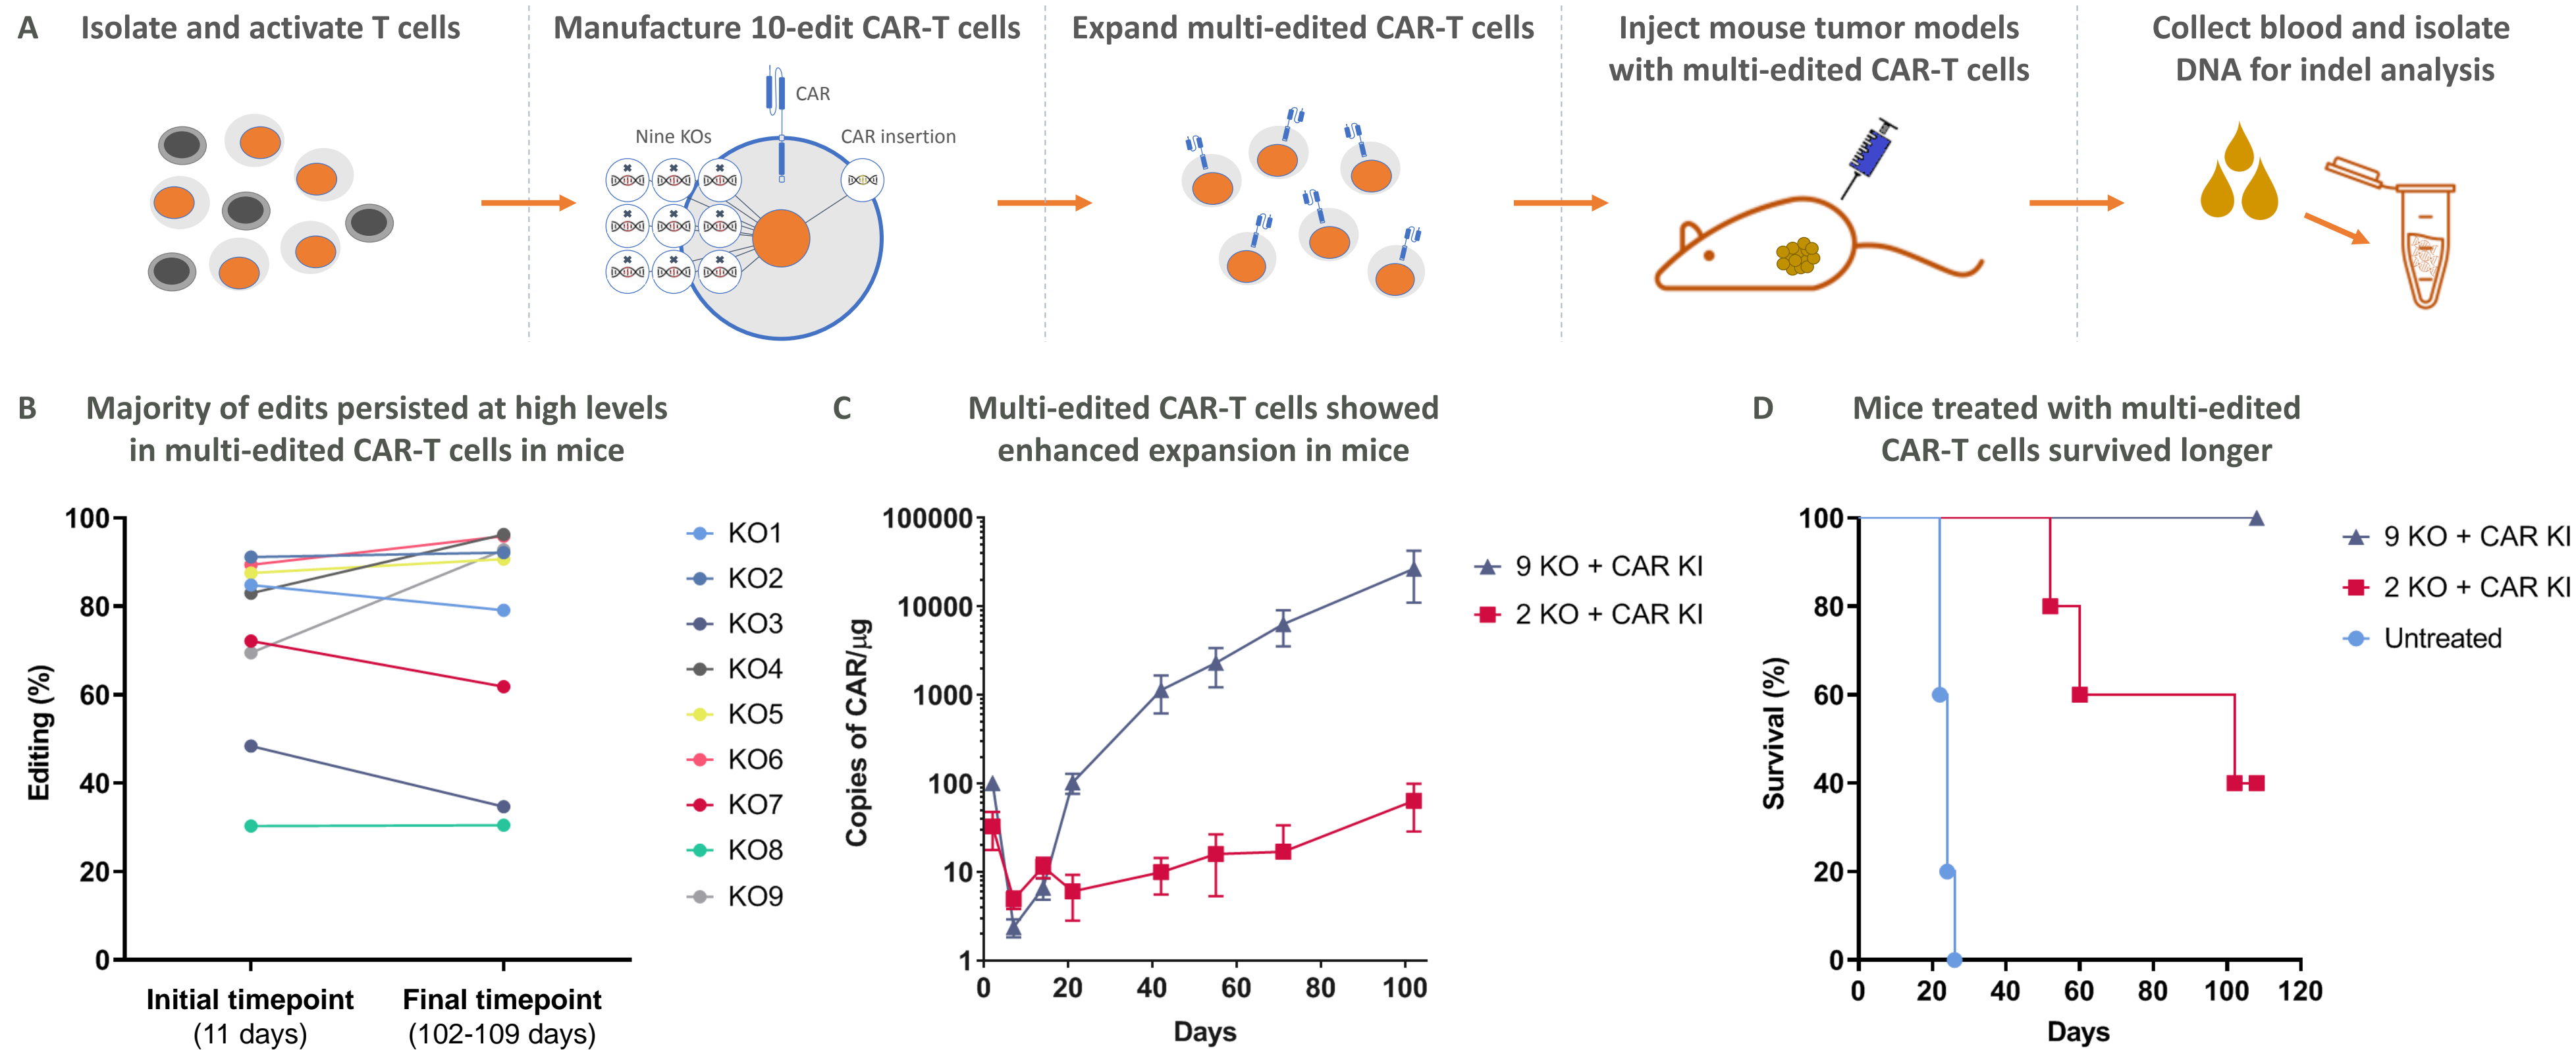 A
Isolate and activate T cells
Manufacture 10-edit CAR-T cells
Expand multi-edited CAR-T cells
Inject mouse tumor models
with multi-edited CAR-T cells
Collect blood and isolate
DNA for indel analysis
CAR
Nine KOs
CAR insertion
B
Majority of edits persisted at high levels
in multi-edited CAR-T cells in mice
Editing (%)
100
80
60
40
20
0
Initial timepoint
(11 days)
Final timepoint
(102-109 days)
KO1
KO2
KO3
KO4
KO5
KO6
KO7
KO8
KO9
C
Multi-edited CAR-T cells showed
enhanced expansion in mice
Copies of CAR/µg
100000
10000
1000
100
10
1
0
20
40
60
80
100
Days
9 KO + CAR KI
2 KO + CAR KI
D
Mice treated with multi-edited
CAR-T cells survived longer
Survival (%)
100
80
60
40
20
0
0
20
40
60
80
100
120
Days
9 KO + CAR KI
2 KO + CAR KI
Untreated